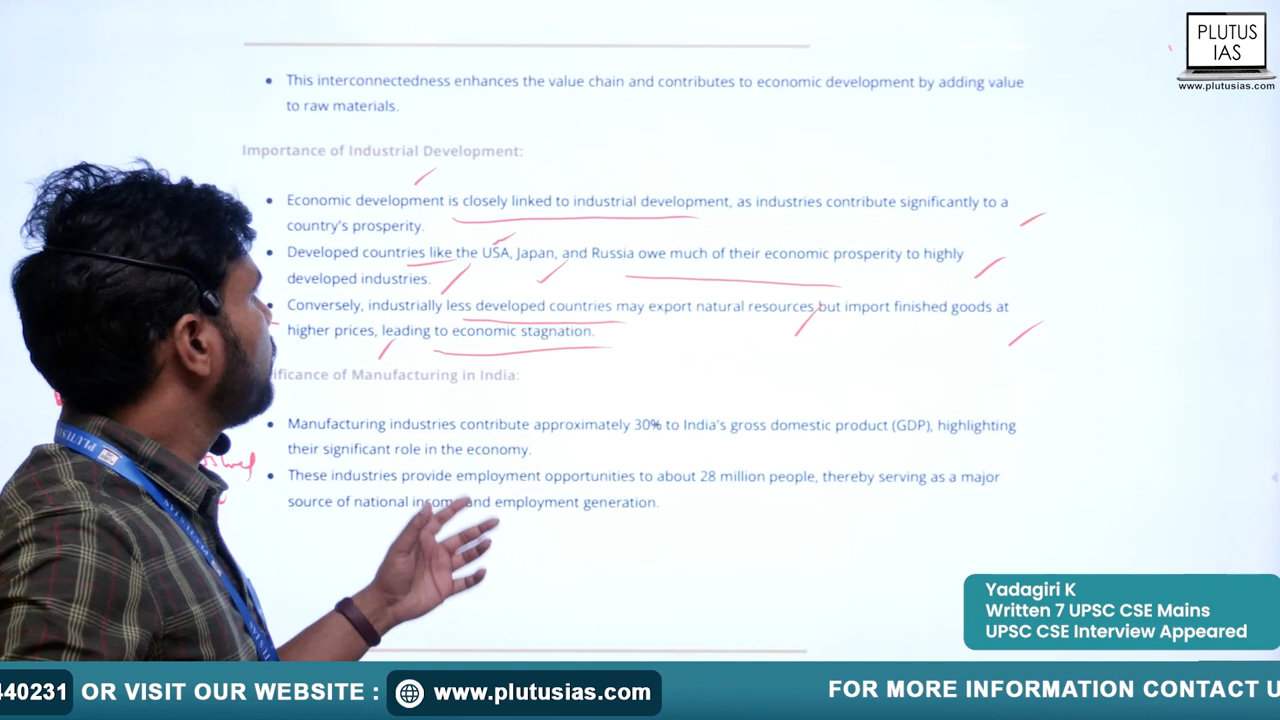 PLUTUS
IAS
www.plutusias.com
• This interconnectedness enhances the value chain and contributes to economic development by adding value
to raw materials.
Importance of Industrial Development:
• Economic development is closely linked to industrial development, as industries contribute significantly to a
country's prosperity.
• Developed countries like the USA, Japan, and Russia owe much of their economic prosperity to highly
developed industries.
• Conversely, industrially less developed countries may export natural resources but import finished goods at
higher prices, leading to economic stagnation.
of Manufacturing in India:
• Manufacturing industries contribute approximately 30% to India's gross domestic product (GDP), highlighting
their significant role in the economy.
• These industries provide employment opportunities to about 28 million people, thereby serving as a major
source of national income and employment generation.
PLUTUS IAS
Yadagiri K
Written 7 UPSC CSE Mains
UPSC CSE Interview Appeared
440231 OR VISIT OUR WEBSITE : www.plutusias.com FOR MORE INFORMATION CONTACT U